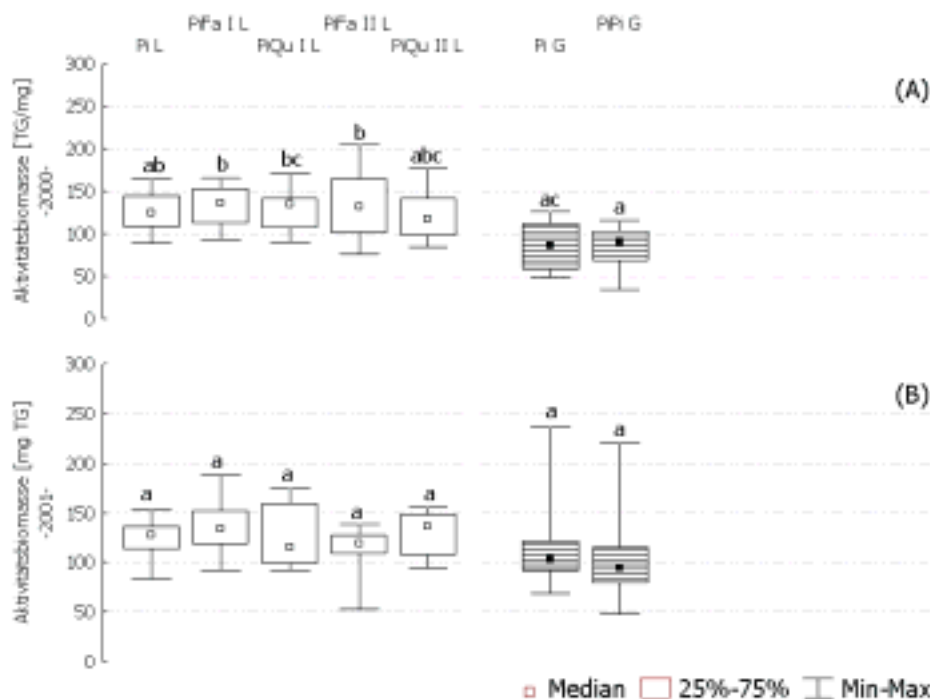 PiFa I L PiFa II L PiPi G
Pi L PiQu I L PiQu II L Pi G
300
(A)
250
200
150
100
50
0
Aktivitätsbiomasse [TG/mg]
-2000-
b
ab b bc abc
ac a
350
300
(B)
250
200
150
100
50
0
Aktivitätsbiomasse [mg TG]
-2001-
a a
a a a
a a
Median 25%-75% Min-Max